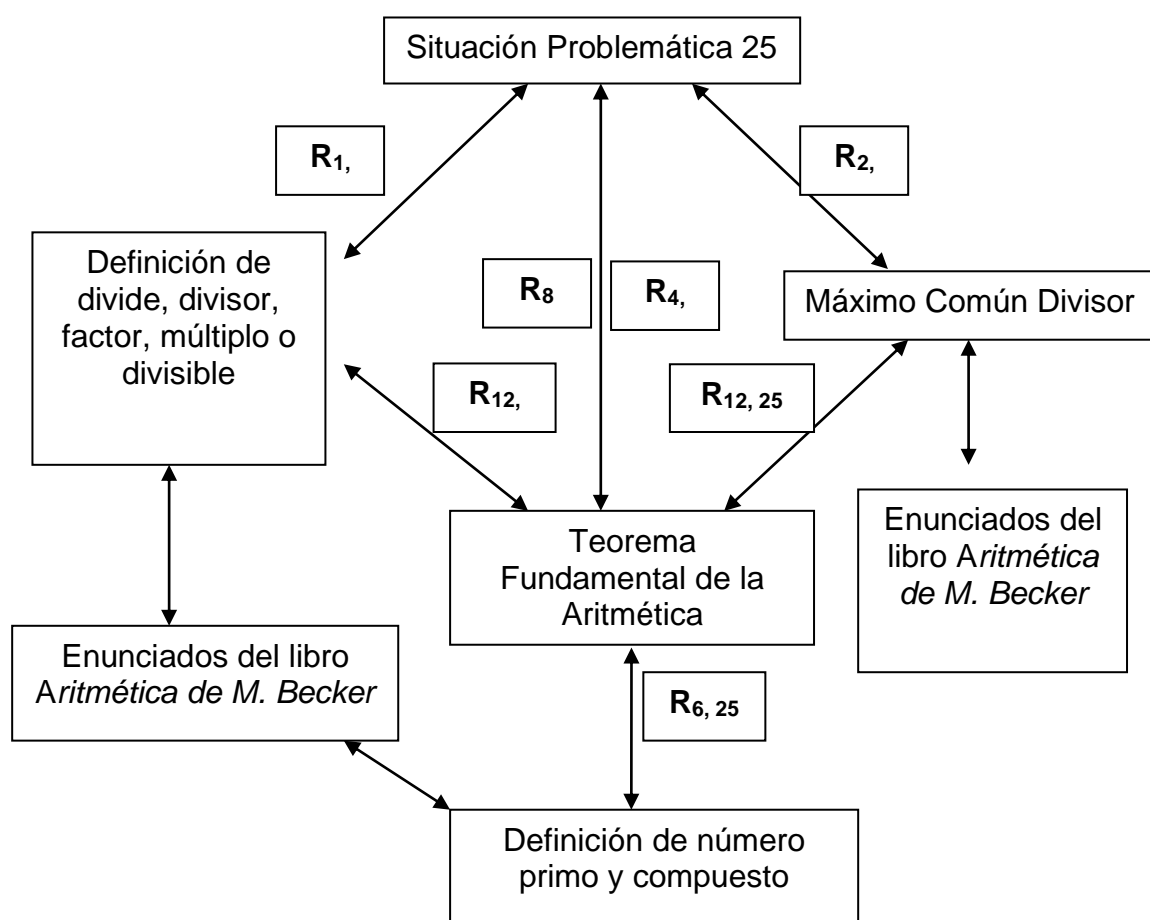 Situación Problemática 25
R1,
R2,
Definición de
divide, divisor,
factor, múltiplo o
divisible
R8
R4,
Máximo Común Divisor
R12,
R12, 25
Teorema
Fundamental de la
Aritmética
Enunciados del
libro Aritmética
de M. Becker
Enunciados del libro
Aritmética de M. Becker
R6, 25
Definición de número
primo y compuesto